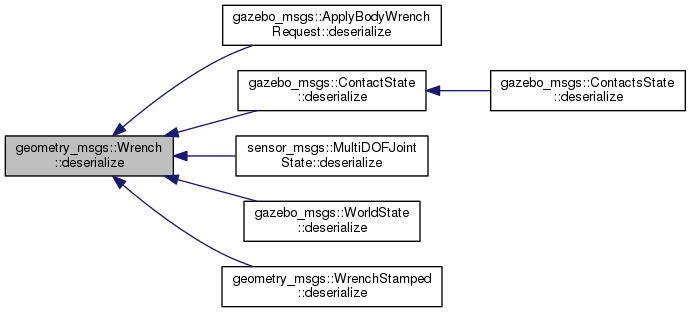 gazebo_msgs::ApplyBodyWrench
Request::deserialize
gazebo_msgs::ContactState
::deserialize
gazebo_msgs::ContactsState
::deserialize
geometry_msgs::Wrench
::deserialize
sensor_msgs::MultiDOFJoint
State::deserialize
gazebo_msgs::WorldState
::deserialize
geometry_msgs::WrenchStamped
::deserialize